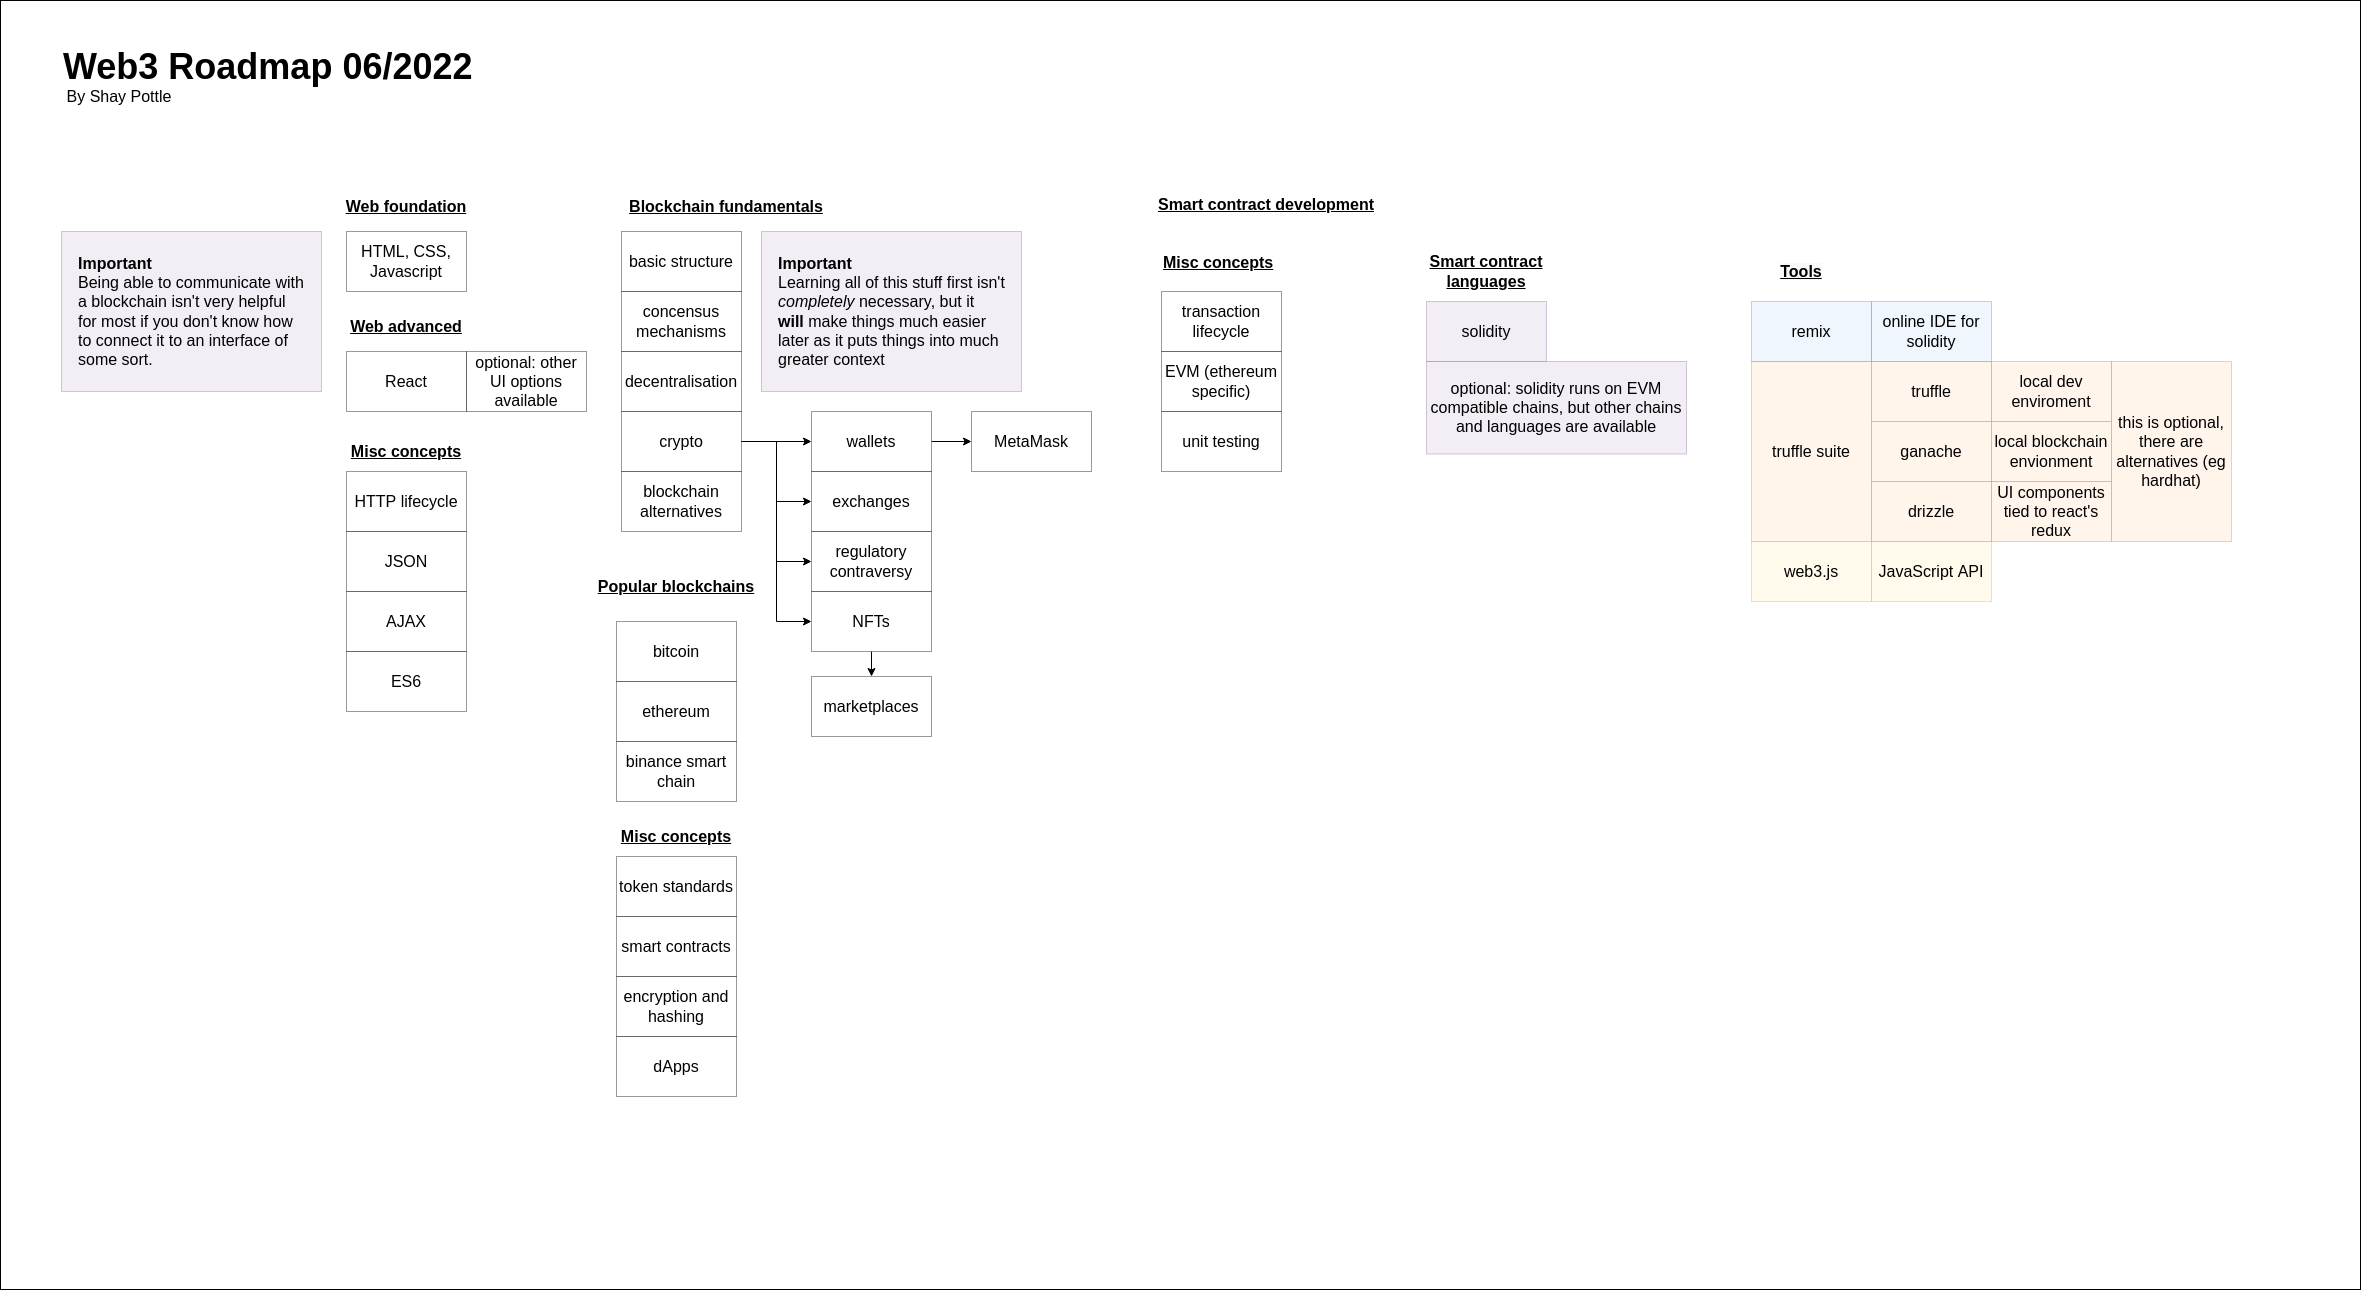 Web3 Roadmap 06/2022
By Shay Pottle
Important
Being able to communicate with
a blockchain isn't very helpful
for most if you don't know how
to connect it to an interface of
some sort.
Web foundation
HTML, CSS,
Javascript
Web advanced
React
optional: other
UI options
available
Misc concepts
HTTP lifecycle
JSON
AJAX
ES6
Blockchain fundamentals
basic structure
concensus
mechanisms
decentralisation
crypto
blockchain
alternatives
Important
Learning all of this stuff first isn't
completely necessary, but it
will make things much easier
later as it puts things into much
greater context
wallets
MetaMask
exchanges
regulatory
contraversy
NFTs
marketplaces
Popular blockchains
bitcoin
ethereum
binance smart
chain
Misc concepts
token standards
smart contracts
encryption and
hashing
dApps
Smart contract development
Misc concepts
transaction
lifecycle
EVM (ethereum
specific)
unit testing
Smart contract
languages
solidity
optional: solidity runs on EVM
compatible chains, but other chains
and languages are available
Tools
remix
online IDE for
solidity
truffle suite
truffle
local dev
enviroment
ganache
local blockchain
envionment
drizzle
UI components
tied to react's
redux
this is optional,
there are
alternatives (eg
hardhat)
web3.js
JavaScript API